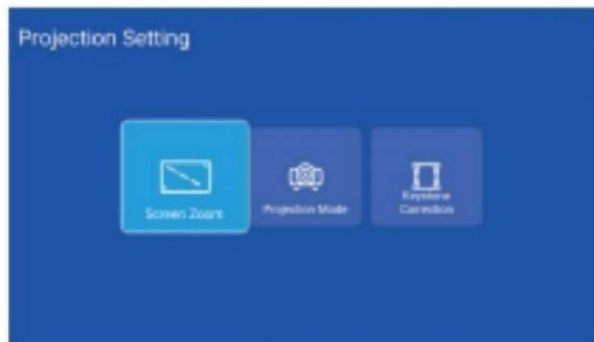 Projection Setting
Screen Zoom
Projection Mode
Keystone
Correction